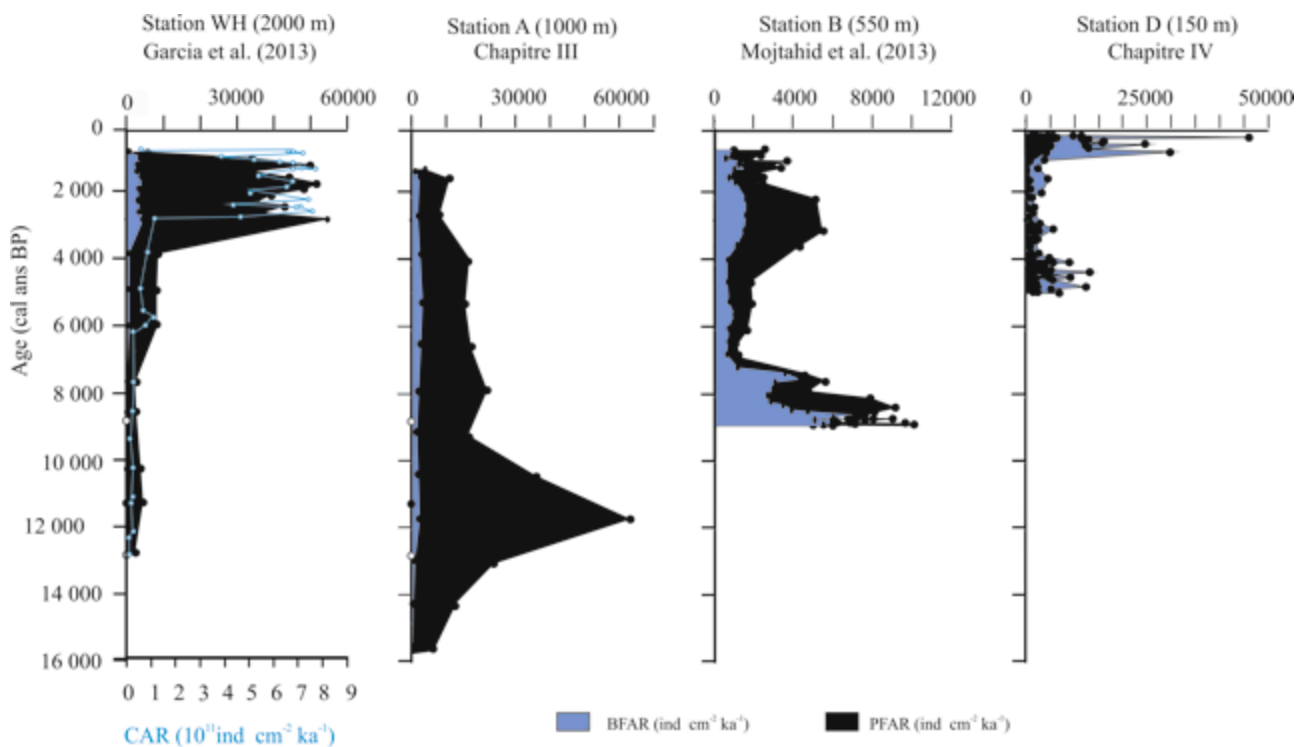 Station WH (2000 m)
Garcia et al. (2013)
Station A (1000 m)
Chapitre III
Station B (550 m)
Mojtahid et al. (2013)
Station D (150 m)
Chapitre IV
0 30000 60000
0 30000 60000
0 4000 8000 12000
0 25000 50000
Age (cal ans BP)
0
2 000
4 000
6 000
8 000
10 000
12 000
14 000
16 000
0 1 2 3 4 5 6 7 8 9
CAR (10¹¹ind cm⁻² ka⁻¹)
BFAR (ind cm⁻² ka⁻¹)
PFAR (ind cm⁻² ka⁻¹)